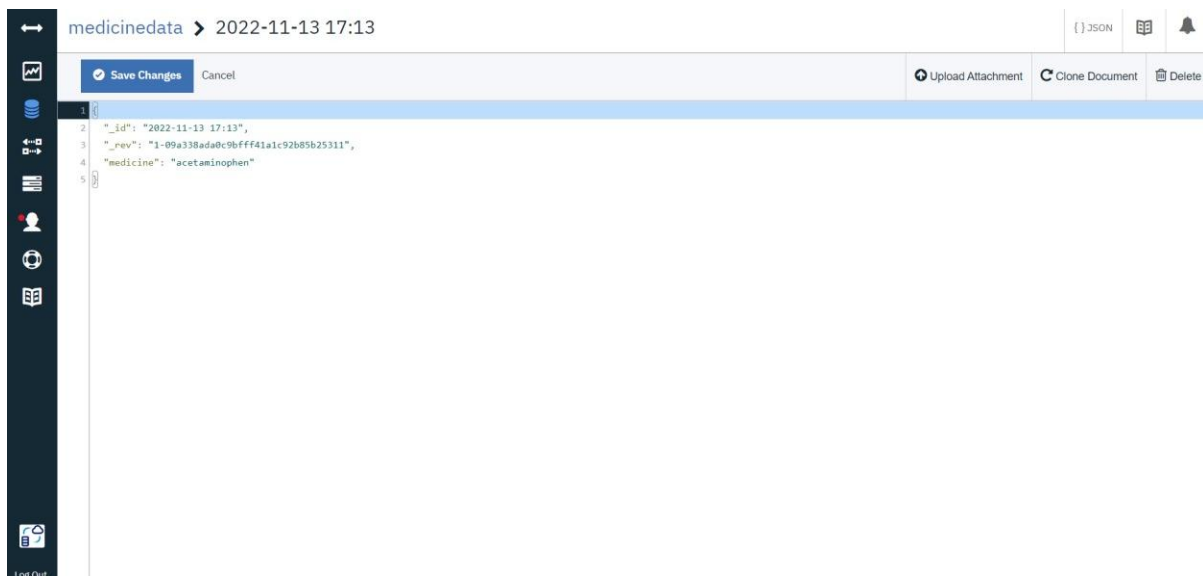 medicinedata > 2022-11-13 17:13
{ } JSON
Save Changes
Cancel
Upload Attachment
Clone Document
Delete
1 {
2 "_id": "2022-11-13 17:13",
3 "_rev": "1-09a338ada0c9bfff41a1c92b85b25311",
4 "medicine": "acetaminophen"
5 }
Log Out